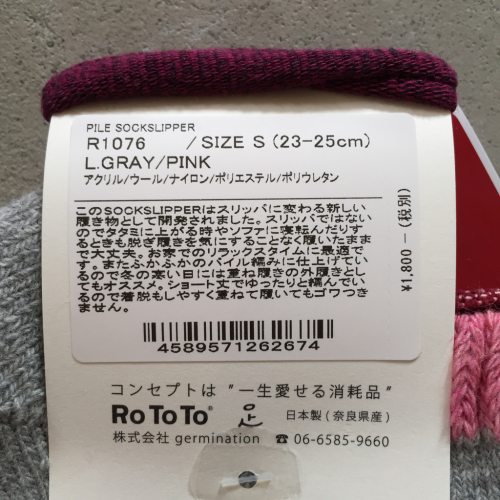 PILE SOCKSLIPPER
R1076 / SIZE S (23-25cm)
L.GRAY/PINK
アクリル/ウール/ナイロン/ポリエステル/ポリウレタン
このSOCKSLIPPERはスリッパに変わる新しい
履き物として開発されました。スリッパではない
のでタタミに上がる時やソファに寝転んだりす
るときも脱ぎ履きを気にすることなく履いたまま
で大丈夫。お家でのリラックスタイムに最適で
す。またふかふかのパイル編みに仕上げてい
るので冬の寒い日には重ね履きの外履きとし
てもオススメ。ショート丈でゆったりと編んでい
るので着脱もしやすく重ねて履いてもゴワつき
ません。
¥1,800-(税別)
4589571262674
コンセプトは "一生愛せる消耗品"
RoToTo 足 日本製(奈良県産)
株式会社 germination ☎06-6585-9660